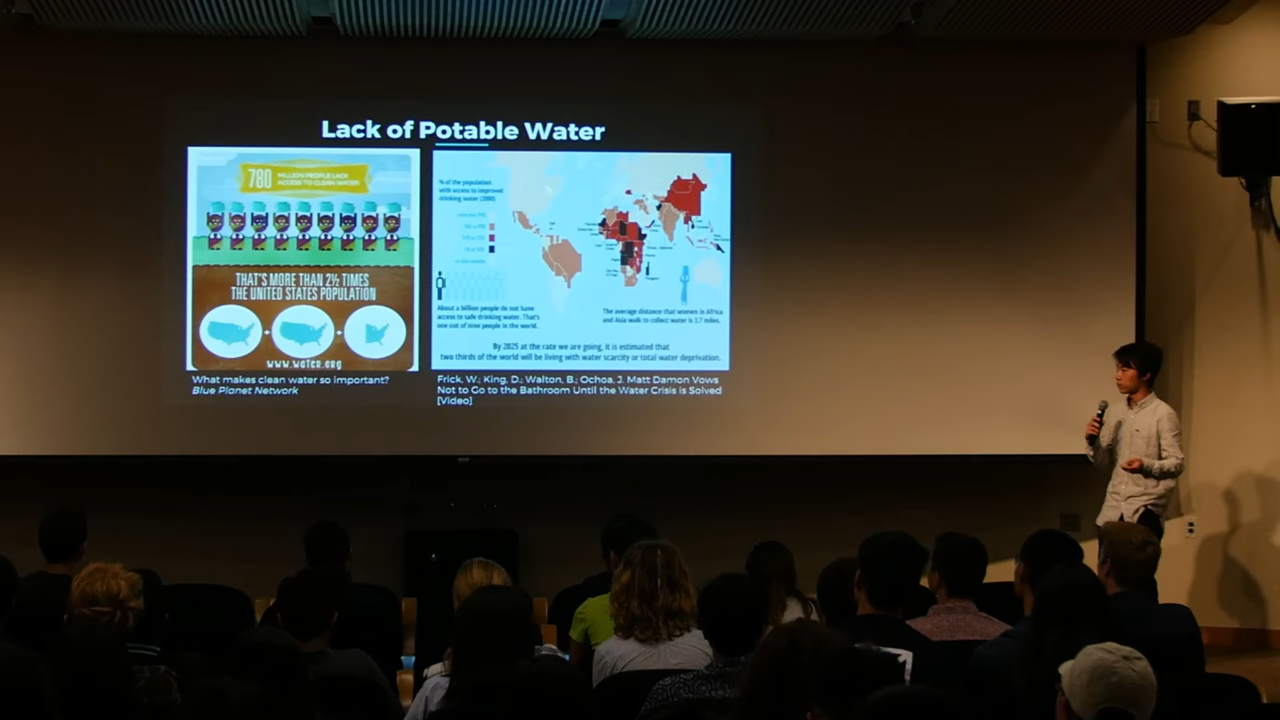 Lack of Potable Water
780
MILLION PEOPLE LACK
ACCESS TO CLEAN WATER
THAT'S MORE THAN 2½ TIMES
THE UNITED STATES POPULATION
www.water.org
What makes clean water so important?
Blue Planet Network
% of the population
with access to improved
drinking water (2000)
About a billion people do not have
access to safe drinking water. That's
one out of nine people in the world.
The average distance that women in Africa
and Asia walk to collect water is 3.7 miles.
By 2025 at the rate we are going, it is estimated that
two thirds of the world will be living with water scarcity or total water deprivation.
Frick, W.; King, D.; Walton, B.; Ochoa, J. Matt Damon Vows
Not to Go to the Bathroom Until the Water Crisis is Solved
[Video]